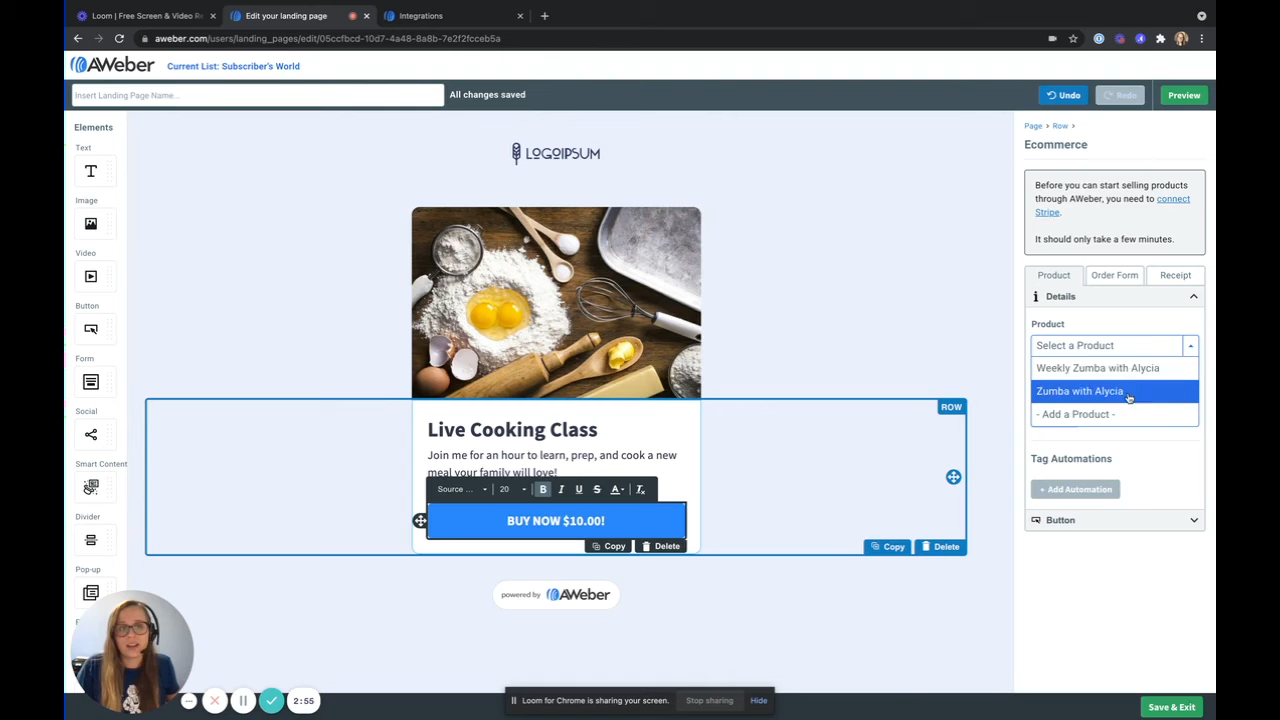 Loom | Free Screen & Video Re
Edit your landing page
Integrations
aweber.com/users/landing_pages/edit/05ccfbcd-10d7-4a48-8a8b-7e2f2fcceb5a
AWeber
Current List: Subscriber's World
Insert Landing Page Name...
All changes saved
Undo
Redo
Preview
Elements
Text
Image
Video
Button
Form
Social
Smart Content
Divider
Pop-up
LOGOIPSUM
ROW
Live Cooking Class
Join me for an hour to learn, prep, and cook a new
meal your family will love!
Source ...
20
B
I
U
S
A
BUY NOW $10.00!
Copy
Delete
Copy
Delete
powered by AWeber
Page > Row >
Ecommerce
Before you can start selling products
through AWeber, you need to connect
Stripe.
It should only take a few minutes.
Product
Order Form
Receipt
Details
Product
Select a Product
Weekly Zumba with Alycia
Zumba with Alycia
- Add a Product -
Tag Automations
+ Add Automation
Button
2:55
Loom for Chrome is sharing your screen.
Stop sharing
Hide
Save & Exit